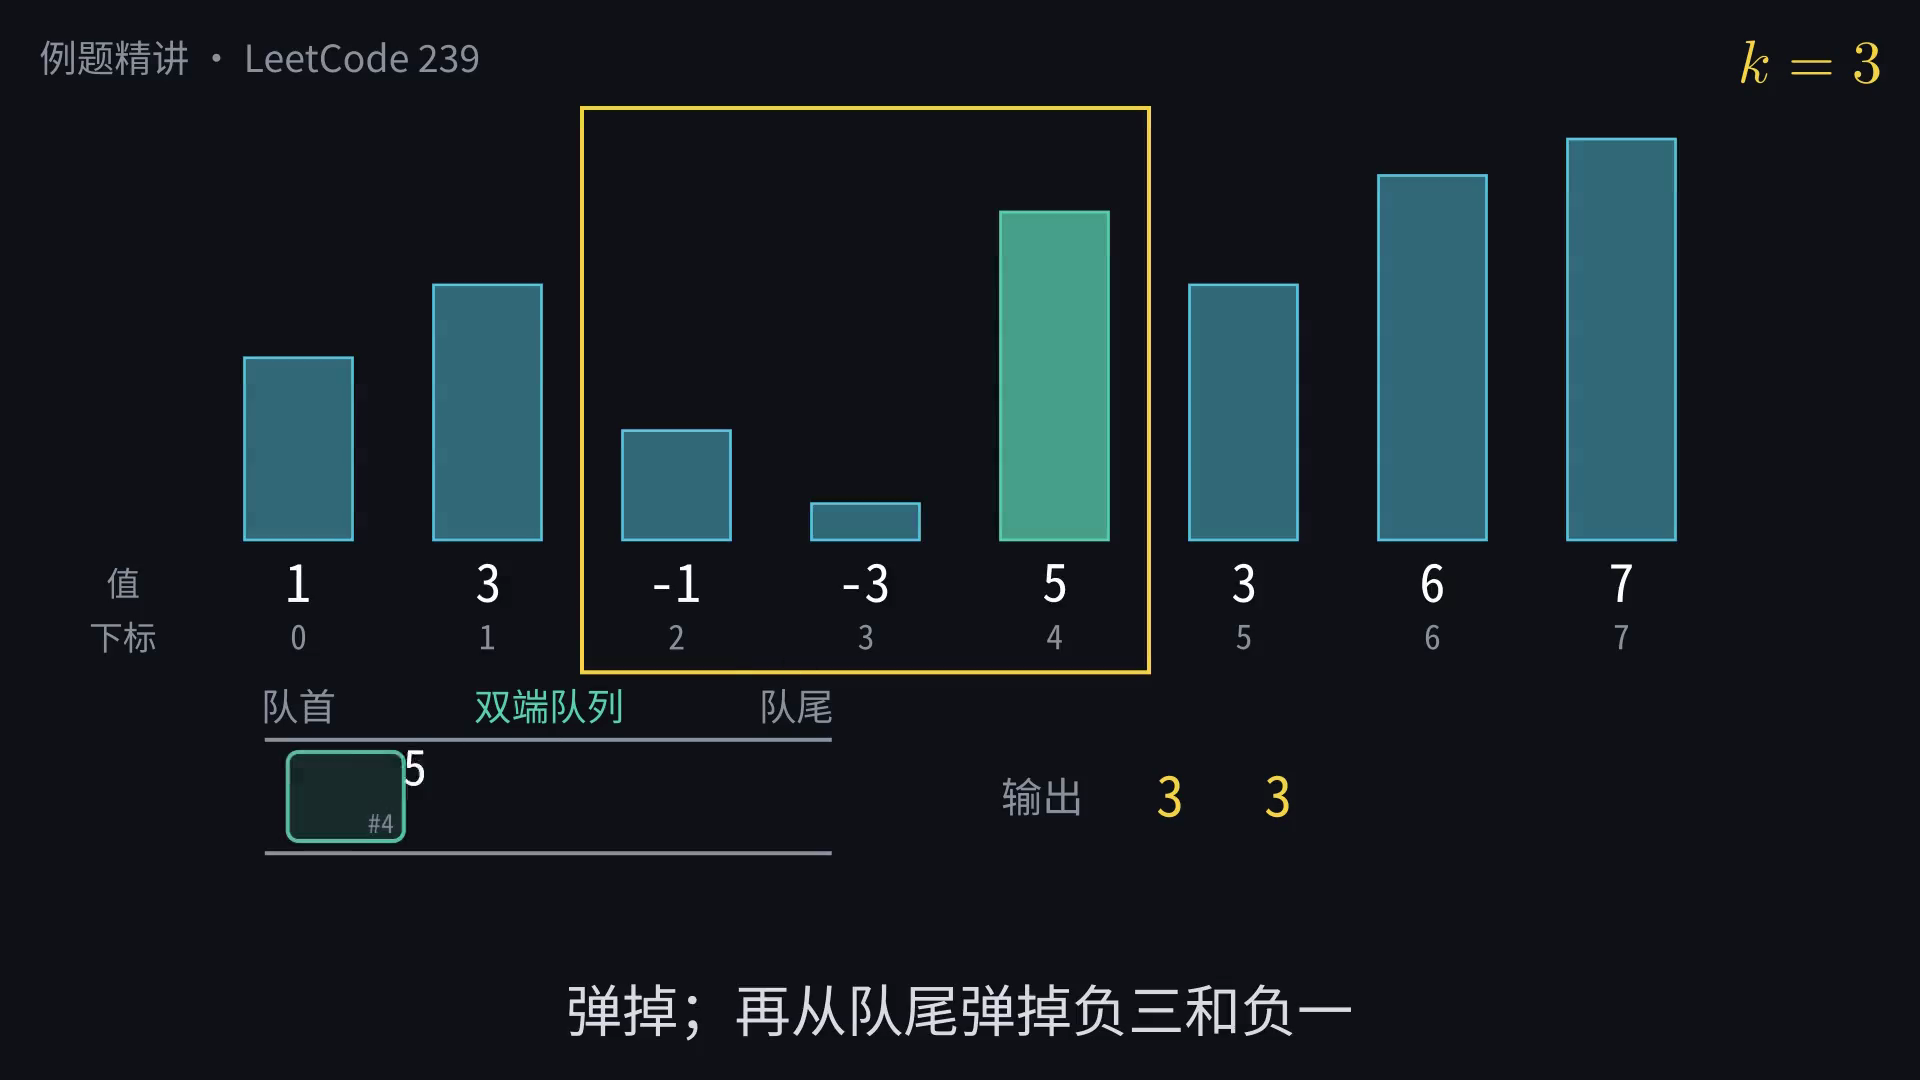 例题精讲 · LeetCode 239
k = 3
值 1 3 -1 -3 5 3 6 7
下标 0 1 2 3 4 5 6 7
队首 双端队列 队尾
5
#4
输出 3 3
弹掉；再从队尾弹掉负三和负一